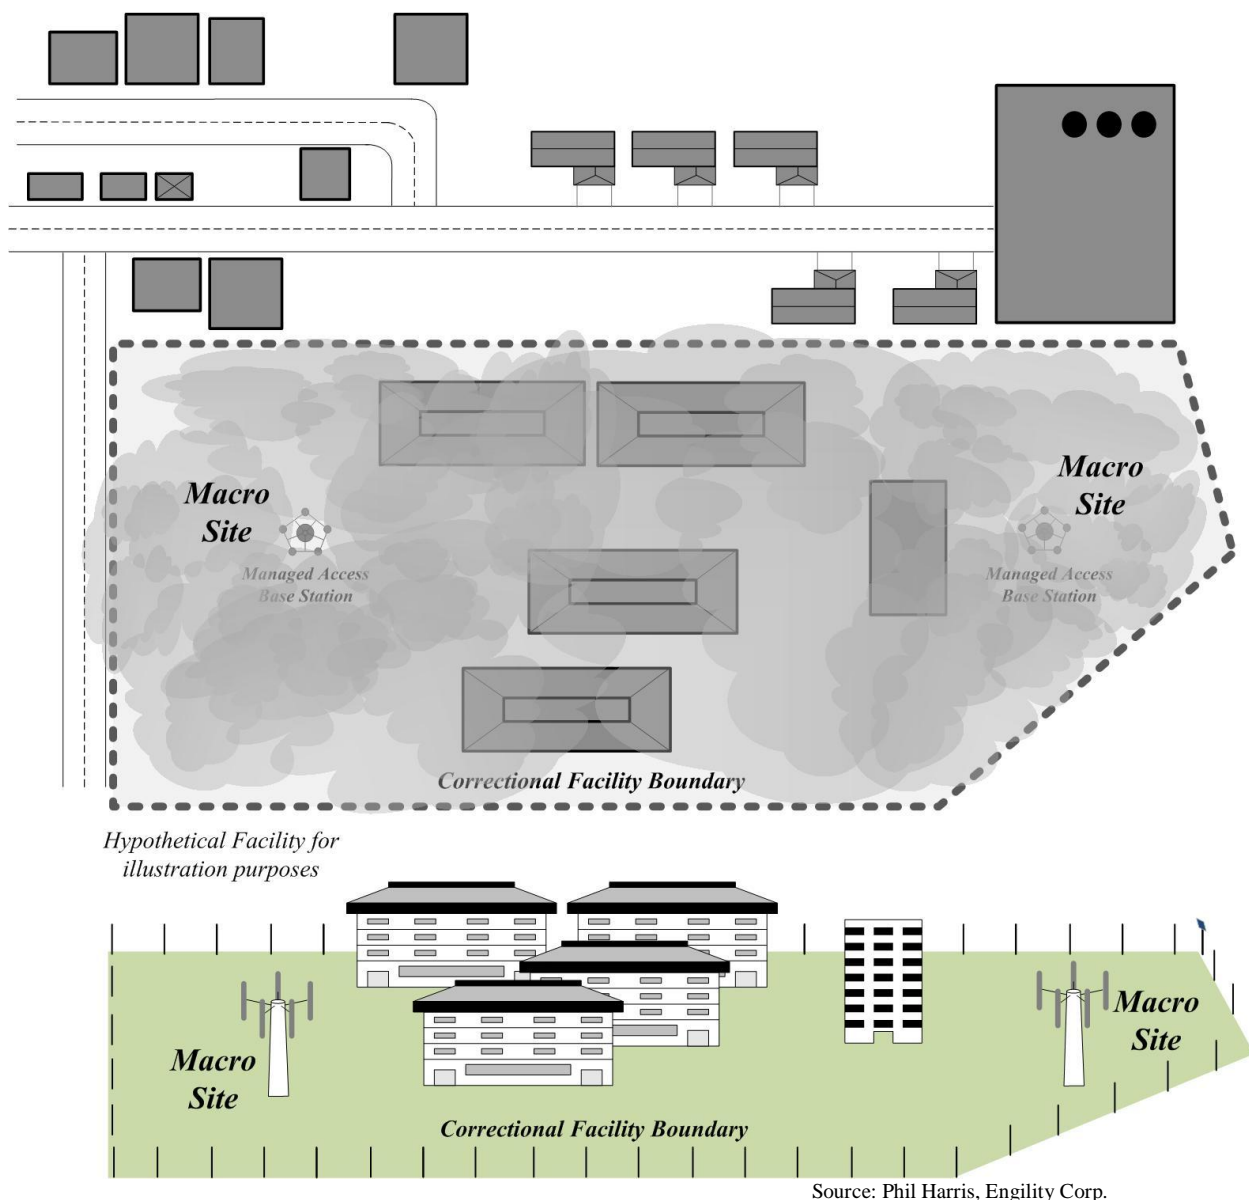 Macro
Site
Managed Access
Base Station
Macro
Site
Managed Access
Base Station
Correctional Facility Boundary
Hypothetical Facility for
illustration purposes
Macro
Site
Macro
Site
Correctional Facility Boundary
Source: Phil Harris, Engility Corp.